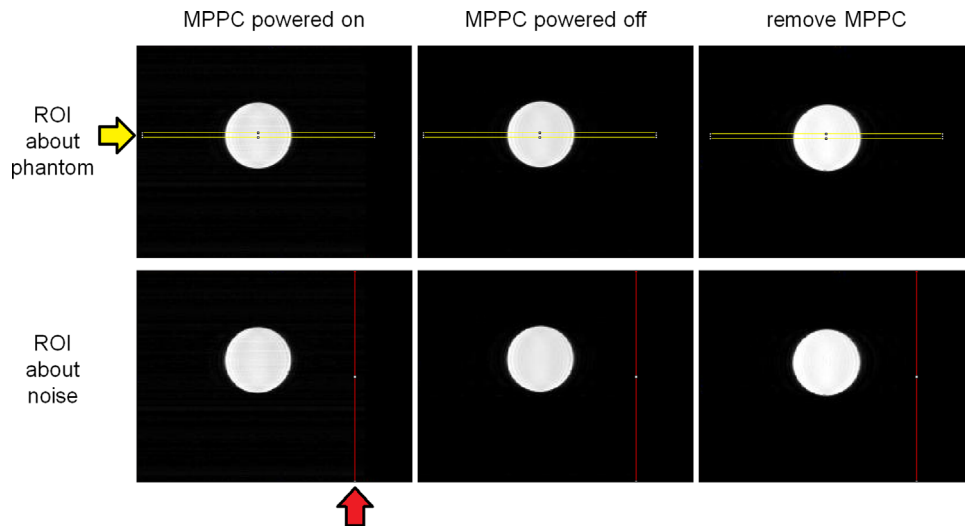 MPPC powered on
MPPC powered off
remove MPPC
ROI
about
phantom
ROI
about
noise